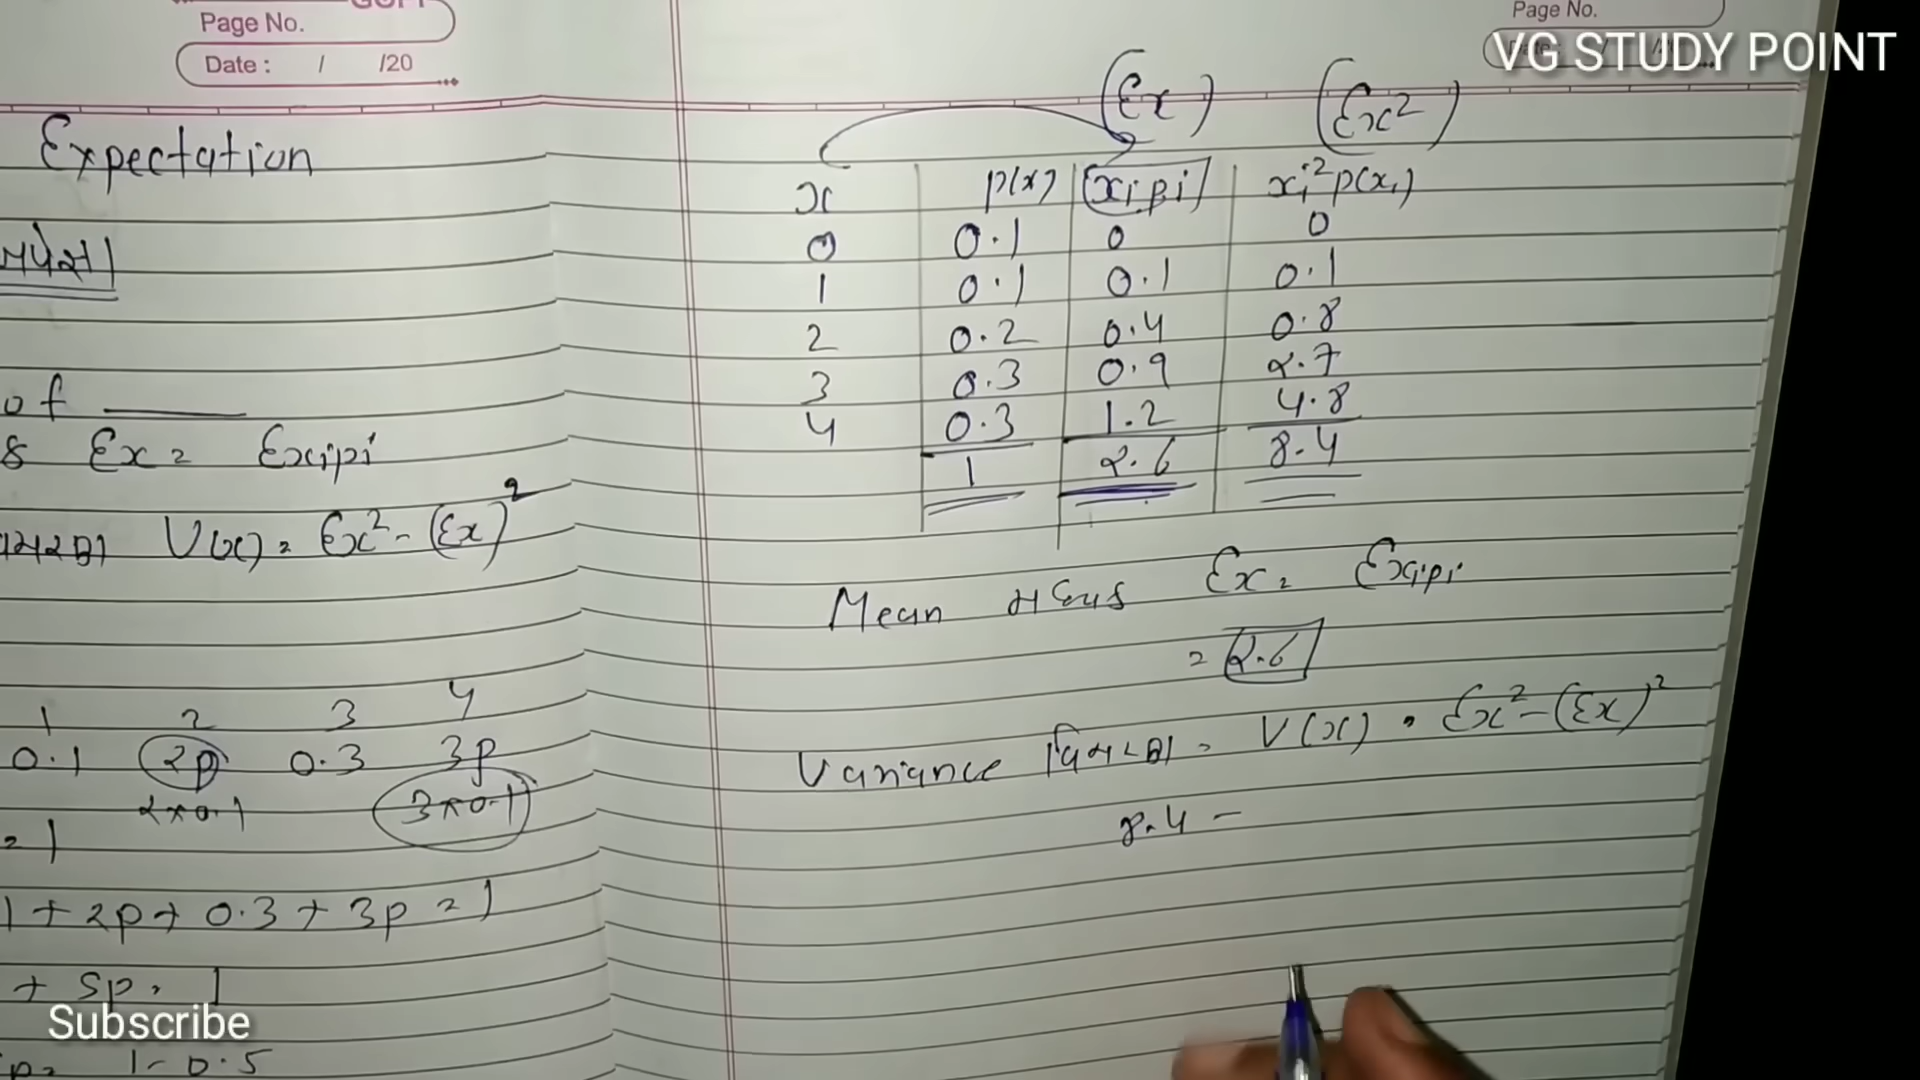 Page No.
Date : / /20
Expectation
of
Ex = Exipi
V(x) = Ex² - (Ex)²
1 2 3 4
0.1 2p 0.3 3p
2x0.1 3x0.1
= 1
1 + 2p + 0.3 + 3p = 1
+ 5p = 1
p = 1 - 0.5
Subscribe
Page No.
VG STUDY POINT
(Ex) (Ex²)
x p(x) xipi xi²p(xi)
0 0.1 0 0
1 0.1 0.1 0.1
2 0.2 0.4 0.8
3 0.3 0.9 2.7
4 0.3 1.2 4.8
1 2.6 8.4
Mean Ex = Exipi
= 2.6
Variance = V(x) = Ex² - (Ex)²
8.4 -